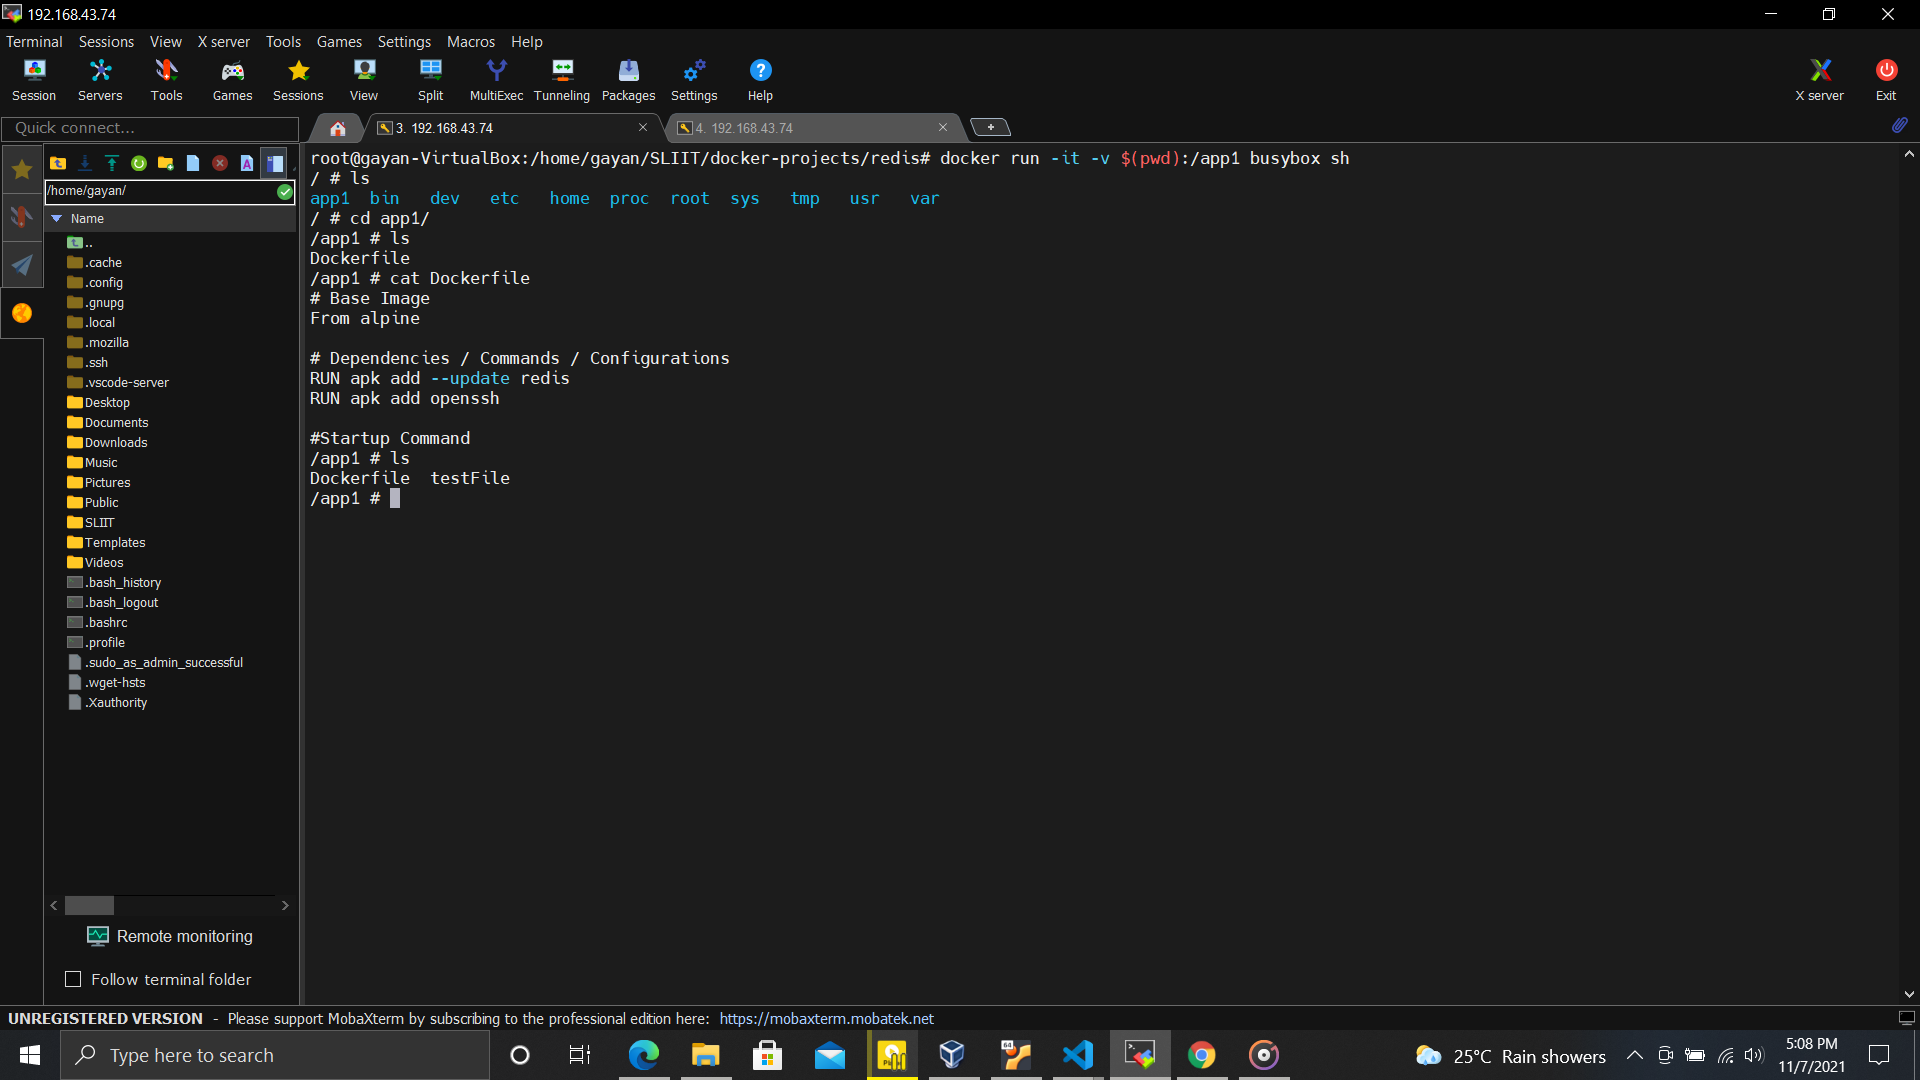 192.168.43.74
Terminal Sessions View X server Tools Games Settings Macros Help
Session Servers Tools Games Sessions View Split MultiExec Tunneling Packages Settings Help X server Exit
Quick connect...
3. 192.168.43.74
4. 192.168.43.74
/home/gayan/
Name
..
.cache
.config
.gnupg
.local
.mozilla
.ssh
.vscode-server
Desktop
Documents
Downloads
Music
Pictures
Public
SLIIT
Templates
Videos
.bash_history
.bash_logout
.bashrc
.profile
.sudo_as_admin_successful
.wget-hsts
.Xauthority
Remote monitoring
Follow terminal folder
root@gayan-VirtualBox:/home/gayan/SLIIT/docker-projects/redis# docker run -it -v $(pwd):/app1 busybox sh
/ # ls
app1 bin dev etc home proc root sys tmp usr var
/ # cd app1/
/app1 # ls
Dockerfile
/app1 # cat Dockerfile
# Base Image
From alpine
# Dependencies / Commands / Configurations
RUN apk add --update redis
RUN apk add openssh
#Startup Command
/app1 # ls
Dockerfile testFile
/app1 #
UNREGISTERED VERSION - Please support MobaXterm by subscribing to the professional edition here: https://mobaxterm.mobatek.net
Type here to search
64
25°C Rain showers
5:08 PM
11/7/2021